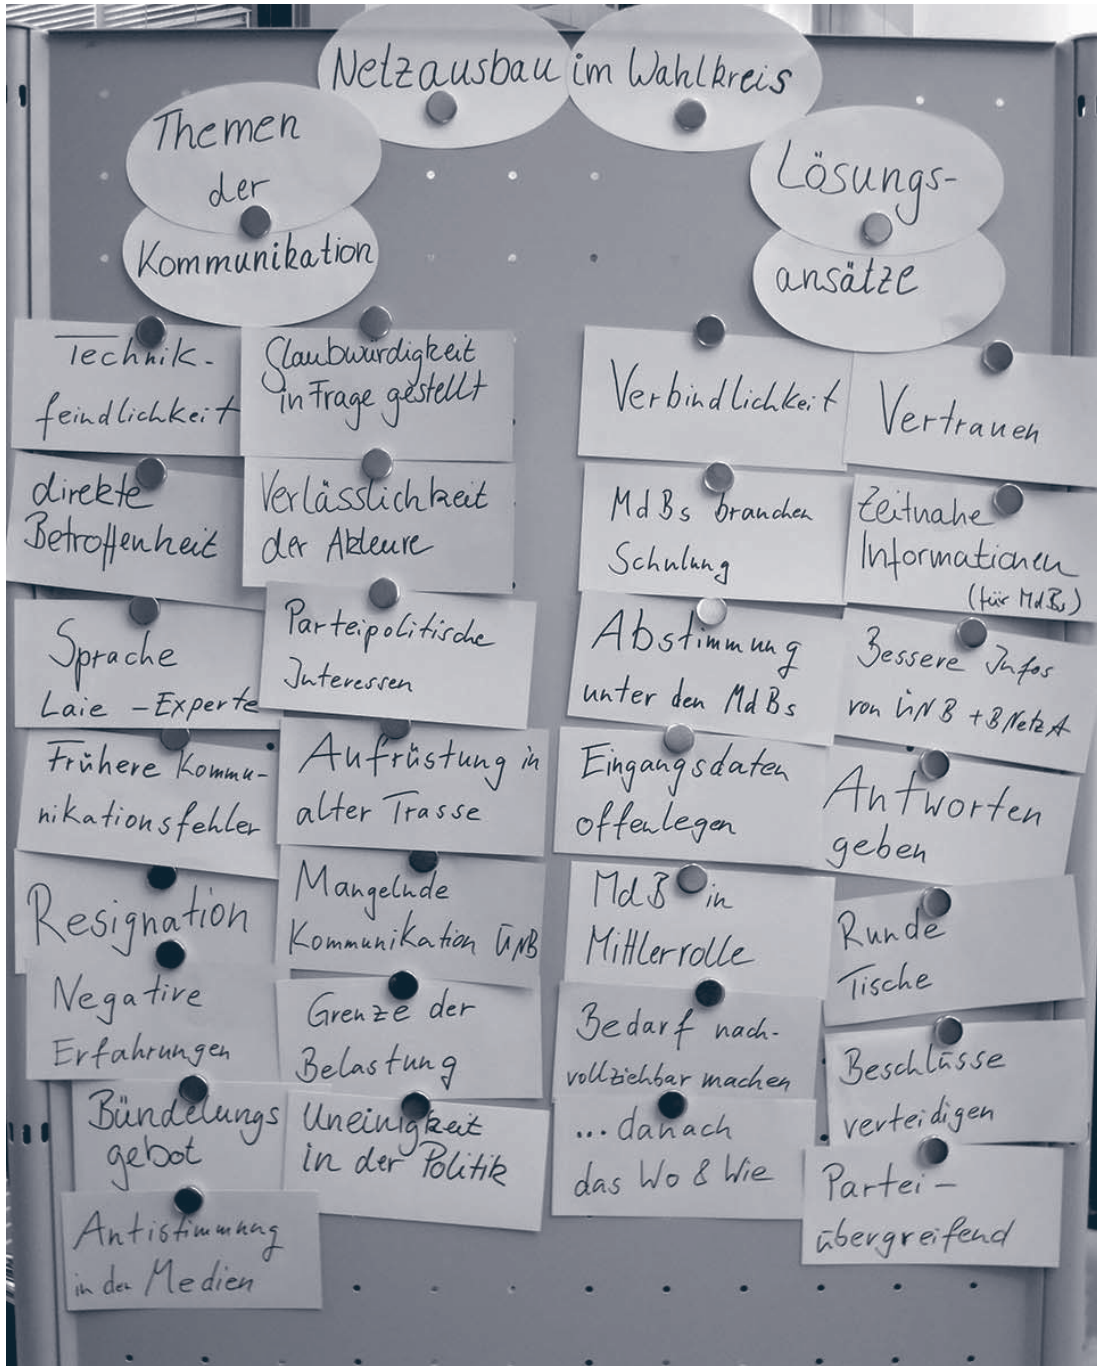 Netzausbau im Wahlkreis
Themen
der
Kommunikation
Technik-
feindlichkeit
Glaubwürdigkeit
in Frage gestellt
direkte
Betroffenheit
Verlässlichkeit
der Akteure
Sprache
Laie - Experte
Parteipolitische
Interessen
Frühere Kommu-
nikationsfehler
Aufrüstung in
alter Trasse
Resignation
Mangelnde
Kommunikation ÜNB
Negative
Erfahrungen
Grenze der
Belastung
Bündelungs
gebot
Uneinigkeit
in der Politik
Antistimmung
in den Medien
Lösungs-
ansätze
Verbindlichkeit
Vertrauen
MdBs brauchen
Schulung
Zeitnahe
Informationen
(für MdBs)
Abstimmung
unter den MdBs
Bessere Infos
von ÜNB + BNetzA
Eingangsdaten
offenlegen
Antworten
geben
MdB in
Mittlerrolle
Runde
Tische
Bedarf nach-
vollziehbar machen
Beschlüsse
verteidigen
... danach
das Wo & Wie
Partei-
übergreifend